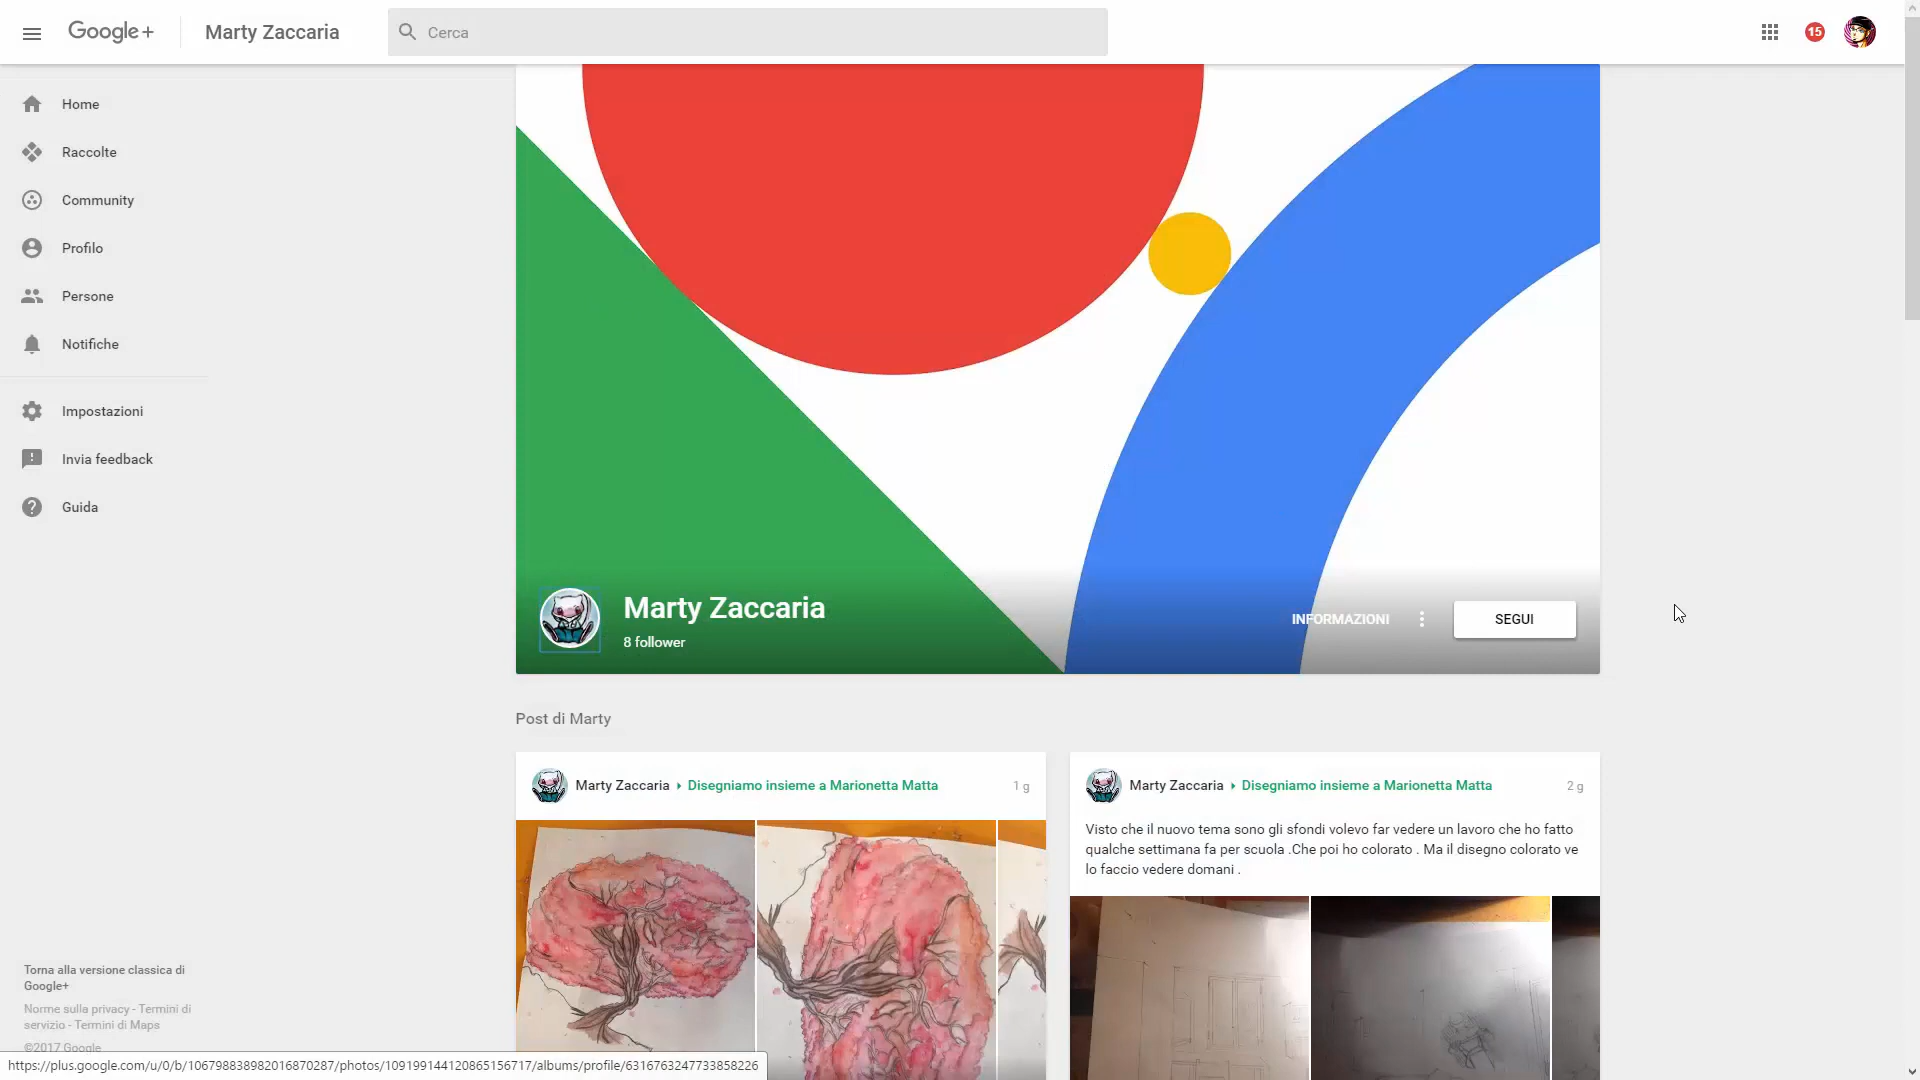 Google+
Marty Zaccaria
Cerca
15
Home
Raccolte
Community
Profilo
Persone
Notifiche
Impostazioni
Invia feedback
Guida
Marty Zaccaria
8 follower
INFORMAZIONI
SEGUI
Post di Marty
Marty Zaccaria Disegniamo insieme a Marionetta Matta 1 g
Marty Zaccaria Disegniamo insieme a Marionetta Matta 2 g
Visto che il nuovo tema sono gli sfondi volevo far vedere un lavoro che ho fatto
qualche settimana fa per scuola .Che poi ho colorato . Ma il disegno colorato ve
lo faccio vedere domani .
Torna alla versione classica di
Google+
Norme sulla privacy - Termini di
servizio - Termini di Maps
©2017 Google
https://plus.google.com/u/0/b/106798838982016870287/photos/109199144120865156717/albums/profile/6316763247733858226